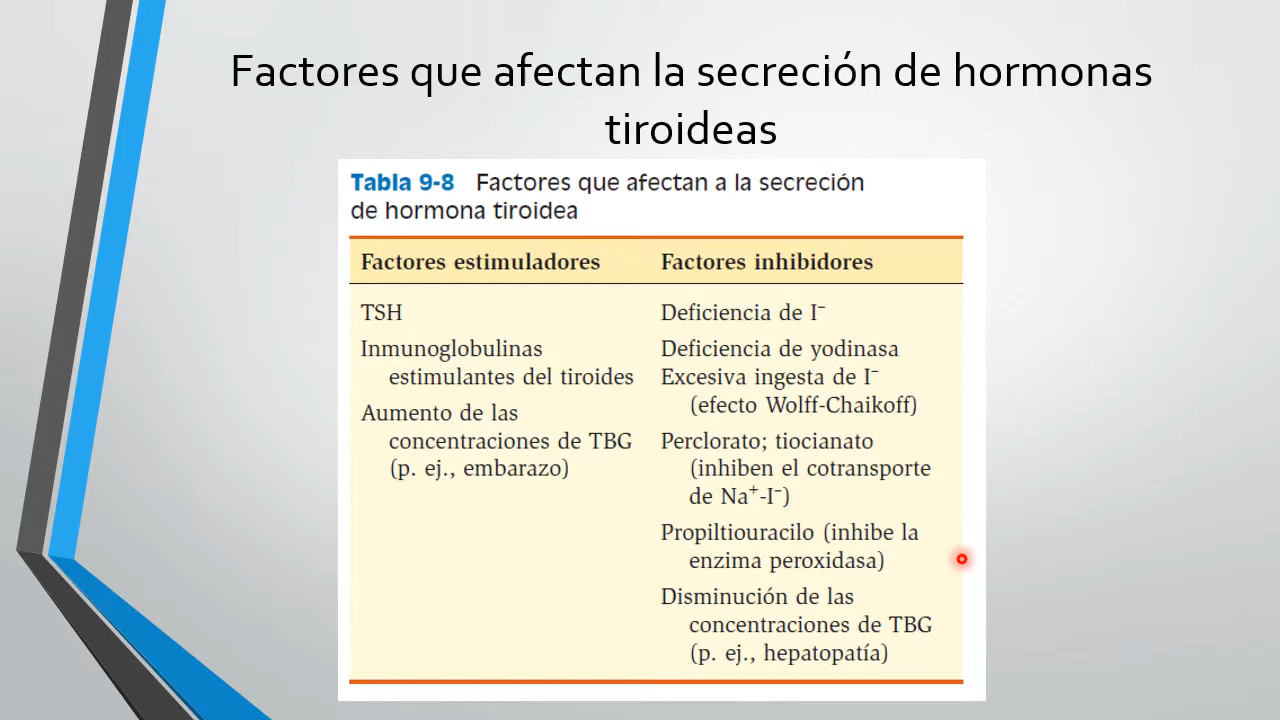 Factores que afectan la secreción de hormonas
tiroideas
Tabla 9-8 Factores que afectan a la secreción
de hormona tiroidea
Factores estimuladores
TSH
Inmunoglobulinas
estimulantes del tiroides
Aumento de las
concentraciones de TBG
(p. ej., embarazo)
Factores inhibidores
Deficiencia de I⁻
Deficiencia de yodinasa
Excesiva ingesta de I⁻
(efecto Wolff-Chaikoff)
Perclorato; tiocianato
(inhiben el cotransporte
de Na⁺-I⁻)
Propiltiouracilo (inhibe la
enzima peroxidasa)
Disminución de las
concentraciones de TBG
(p. ej., hepatopatía)